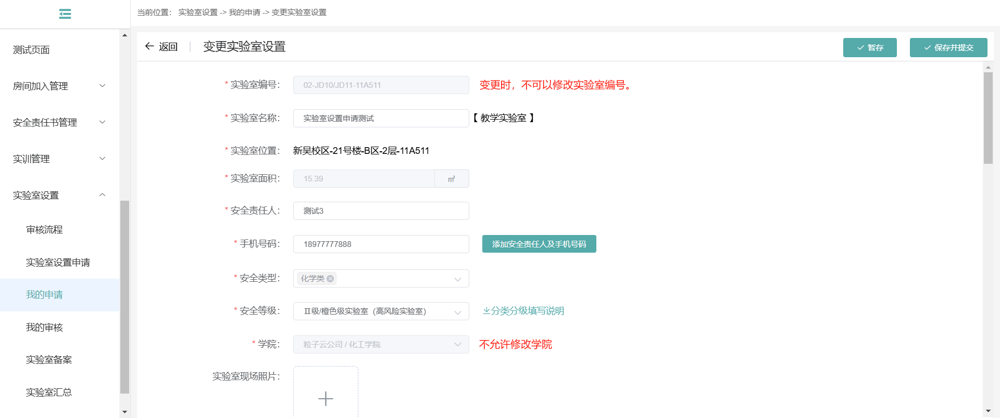 当前位置： 实验室设置 -> 我的申请 -> 变更实验室设置
测试页面
房间加入管理
安全责任书管理
实训管理
实验室设置
审核流程
实验室设置申请
我的申请
我的审核
实验室备案
实验室汇总
返回
变更实验室设置
暂存
保存并提交
* 实验室编号： 02-JD10/JD11-11A511 变更时，不可以修改实验室编号。
* 实验室名称： 实验室设置申请测试 【 教学实验室 】
* 实验室位置： 新吴校区-21号楼-B区-2层-11A511
* 实验室面积： 15.39 ㎡
* 安全责任人： 测试3
* 手机号码： 18977777888 添加安全责任人及手机号码
* 安全类型： 化学类
* 安全等级： Ⅱ级/橙色级实验室（高风险实验室） 分类分级填写说明
* 学院： 粒子云公司 / 化工学院 不允许修改学院
实验室现场照片：